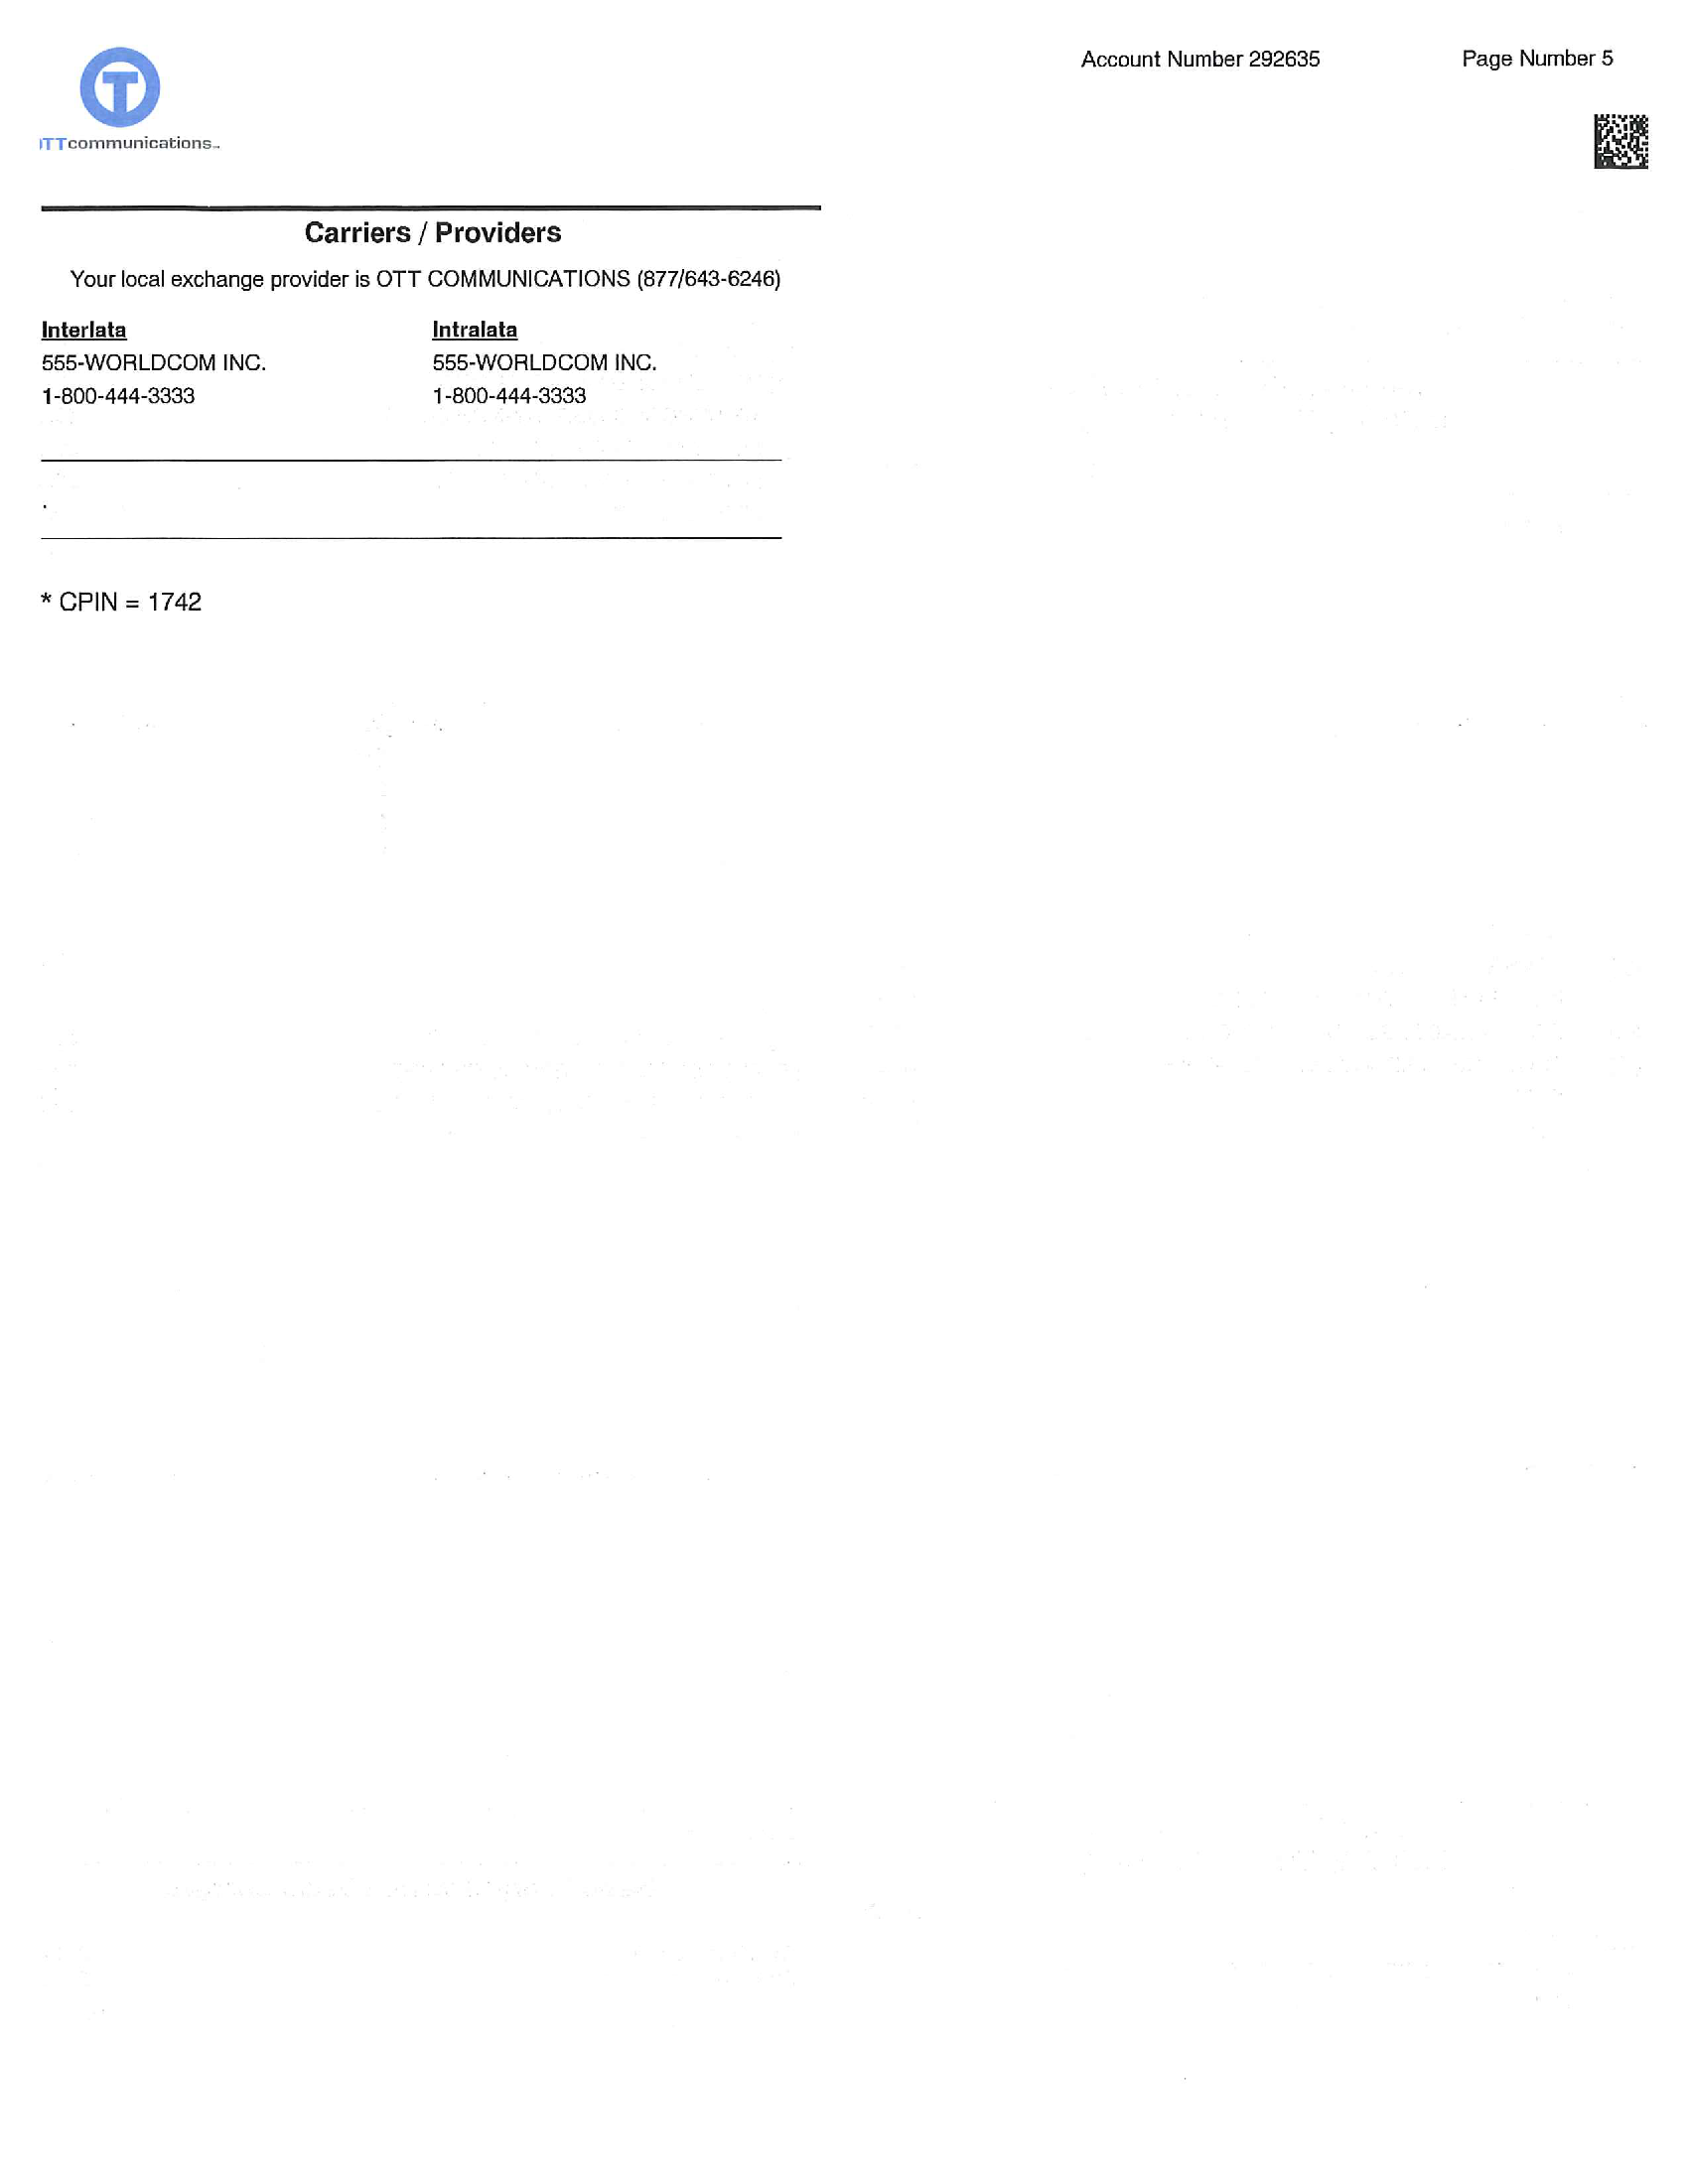 Account Number 292635 Page Number 5
TTcommunications
Carriers / Providers
Your local exchange provider is OTT COMMUNICATIONS (877/643-6246)
Interlata Intralata
555-WORLDCOM INC. 555-WORLDCOM INC.
1-800-444-3333 1-800-444-3333
* CPIN = 1742